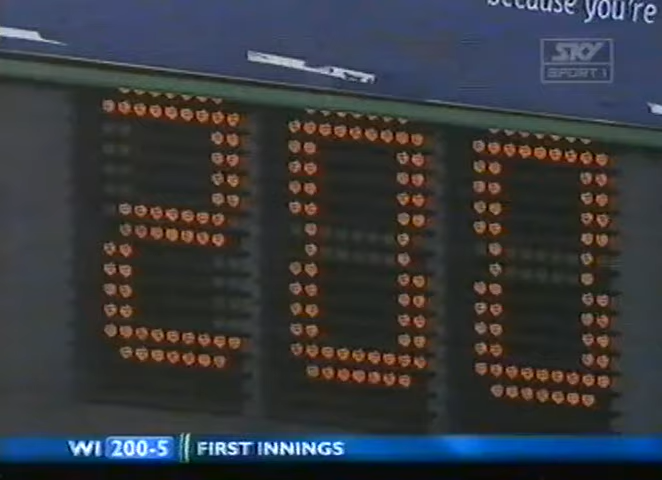 because you're
SKY
SPORT 1
200
WI 200-5 FIRST INNINGS